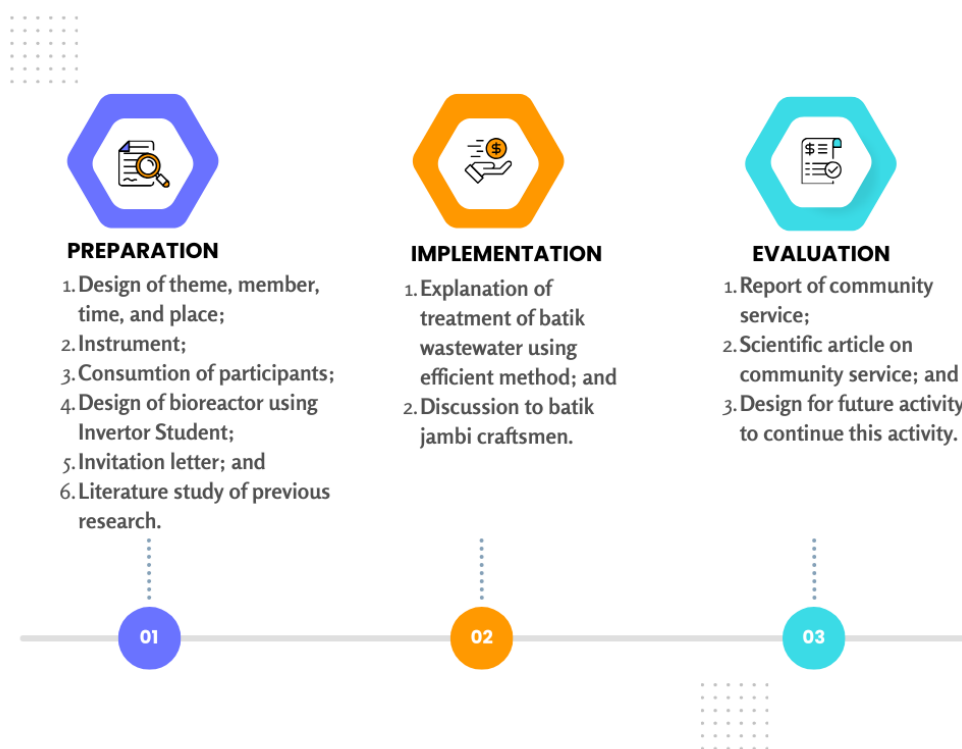 PREPARATION
1. Design of theme, member,
time, and place;
2. Instrument;
3. Consumtion of participants;
4. Design of bioreactor using
Invertor Student;
5. Invitation letter; and
6. Literature study of previous
research.
01
IMPLEMENTATION
1. Explanation of
treatment of batik
wastewater using
efficient method; and
2. Discussion to batik
jambi craftsmen.
02
EVALUATION
1. Report of community
service;
2. Scientific article on
community service; and
3. Design for future activity
to continue this activity.
03